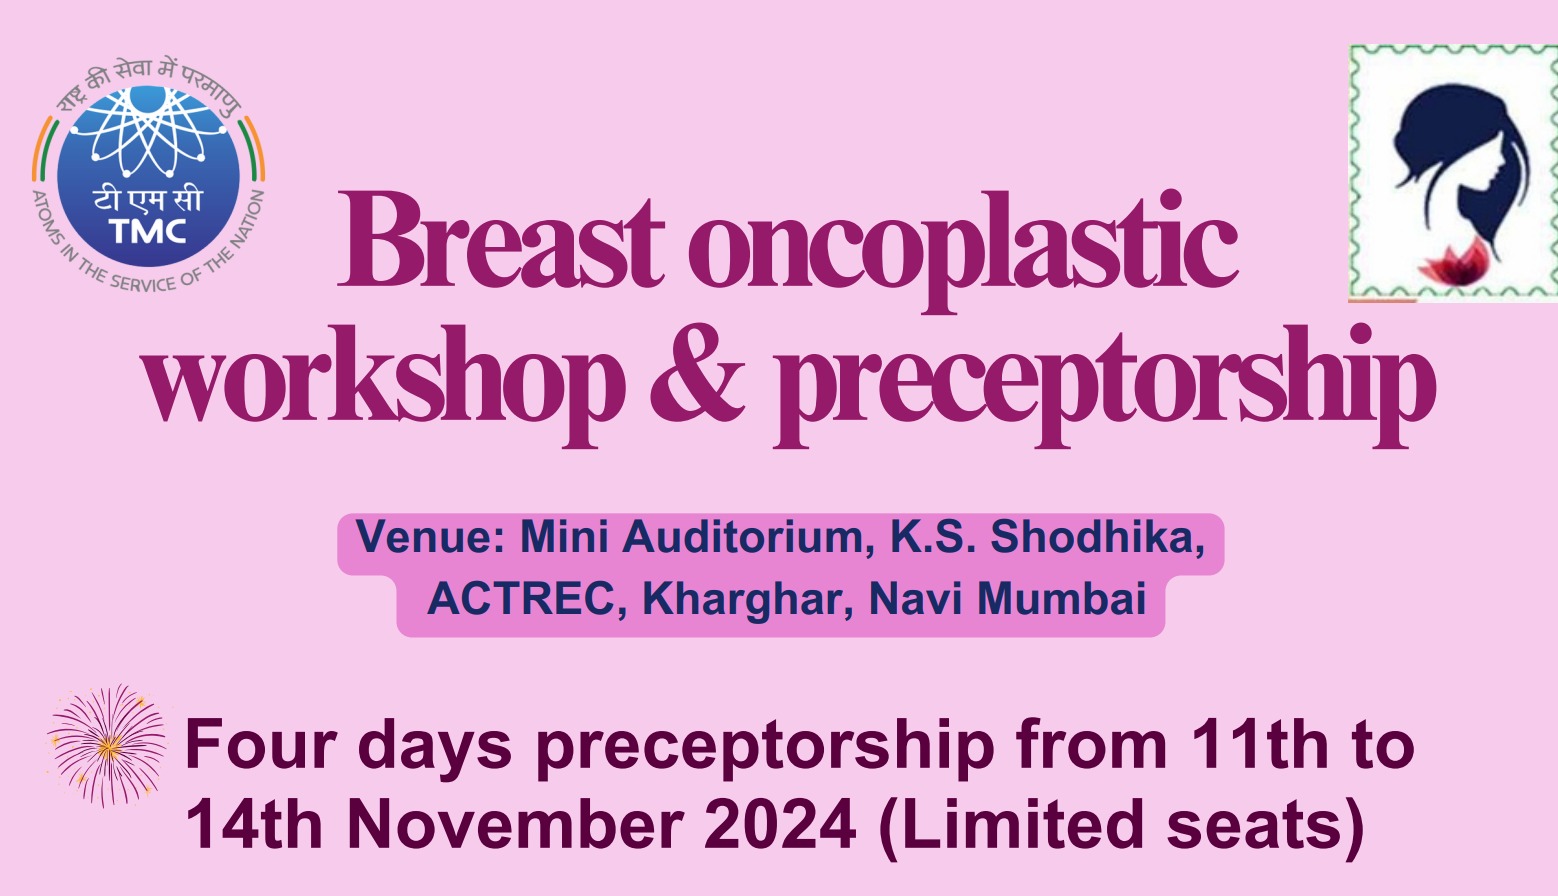 राष्ट्र की सेवा में परमाणु
टी एम सी
TMC
ATOMS IN THE SERVICE OF THE NATION
Breast oncoplastic
workshop & preceptorship
Venue: Mini Auditorium, K.S. Shodhika,
ACTREC, Kharghar, Navi Mumbai
Four days preceptorship from 11th to
14th November 2024 (Limited seats)